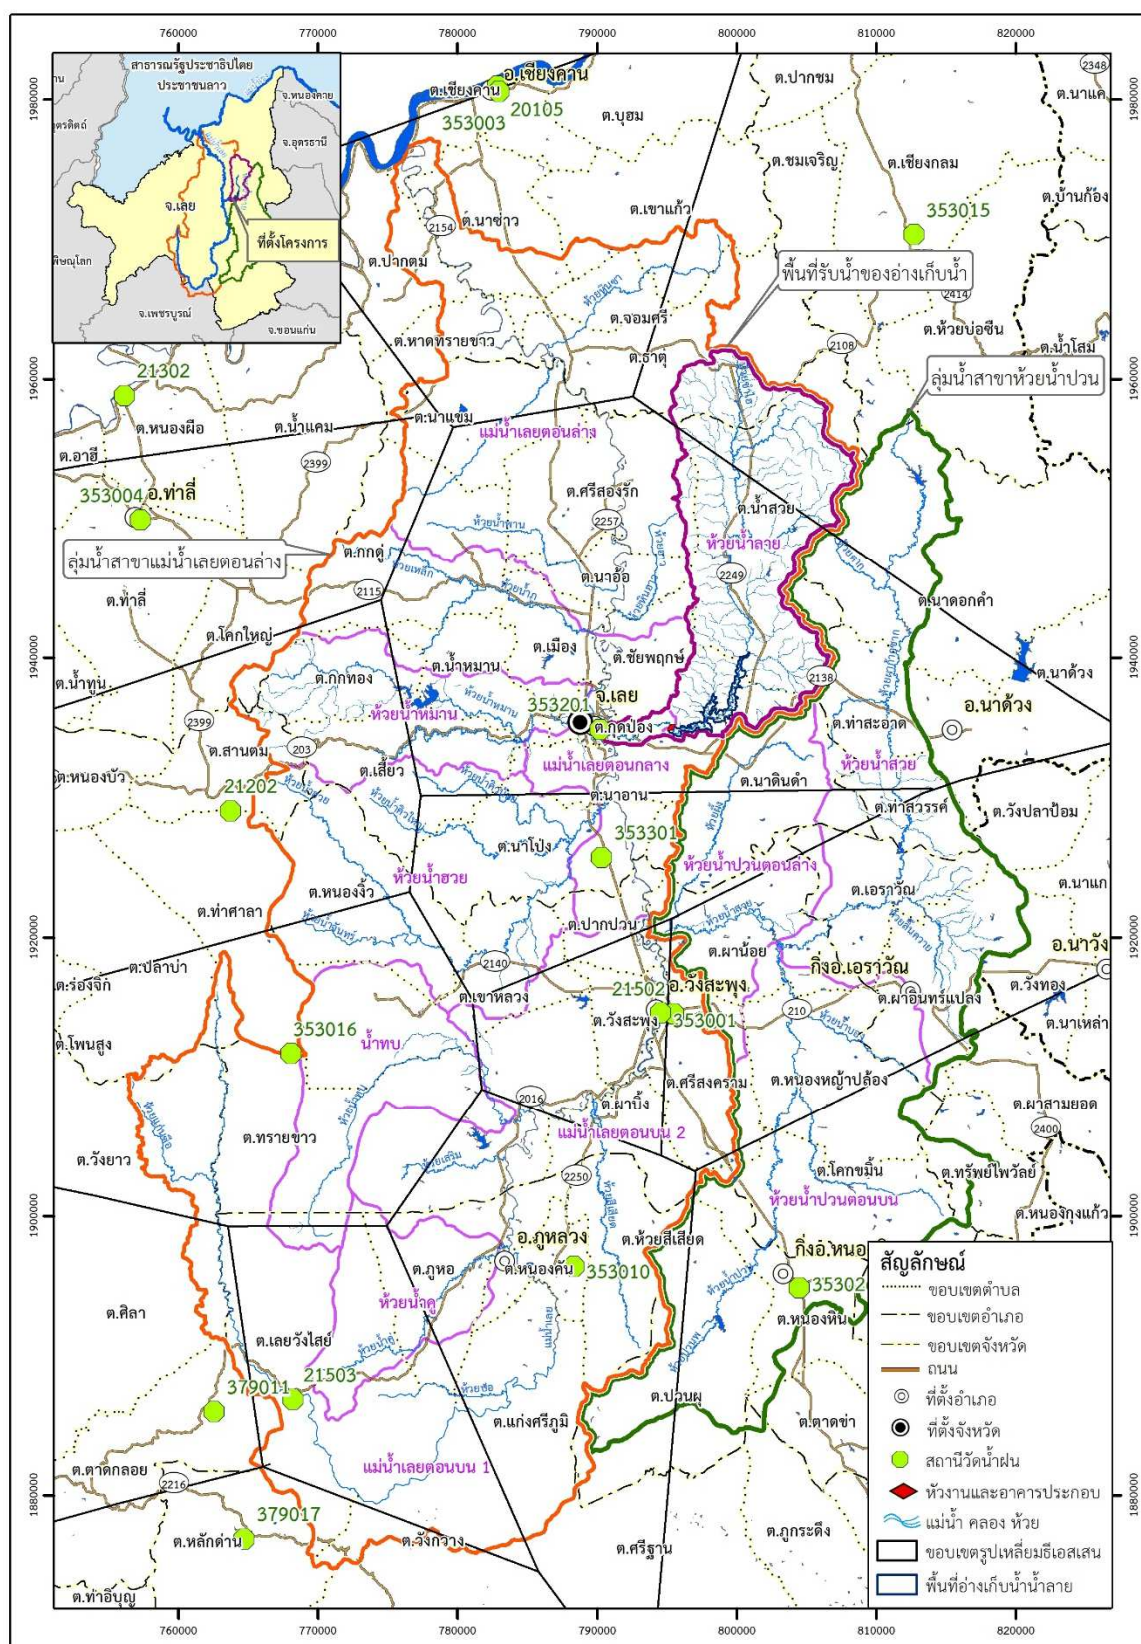 760000
770000
780000
790000
800000
810000
820000
สาธารณรัฐประชาธิปไตย
ประชาชนลาว
จ.หนองคาย
จ.อุดรธานี
จ.เลย
ที่ตั้งโครงการ
จ.เพชรบูรณ์
จ.ขอนแก่น
อ.เชียงคาน
ต.เชียงคาน
20105
353003
ต.บุฮม
ต.ปากชม
2348
ต.นาแค
1980000
1980000
ต.ชมเจริญ
ต.เชียงกลม
ต.บ้านก้อง
ต.เขาแก้ว
ต.นาซ่าว
2154
353015
ต.ปากตม
พื้นที่รับน้ำของอ่างเก็บน้ำ
2414
ต.จอมศรี
ต.หาดทรายขาว
ต.ธาตุ
2108
ต.ห้วยบ่อซืน
ต.น้ำโสม
ลุ่มน้ำสาขาห้วยน้ำปวน
1960000
1960000
21302
ต.หนองผือ
ต.น้ำแคม
ต.นาแขม
แม่น้ำเลยตอนล่าง
ต.อาฮี
2399
353004
อ.ท่าลี่
ต.ศรีสองรัก
2257
ต.น้ำสวย
ห้วยน้ำลาย
ลุ่มน้ำสาขาแม่น้ำเลยตอนล่าง
ต.กกดู่
ต.นาอ้อ
2249
ต.ท่าลี่
2115
ต.นาดอกคำ
ต.โคกใหญ่
ต.เมือง
ต.ชัยพฤกษ์
1940000
1940000
ต.น้ำทูน
ต.กกทอง
ต.น้ำหมาน
ห้วยน้ำหมาน
ห้วยน้ำหมาน
จ.เลย
353201
ต.กุดป่อง
2138
ต.นาด้วง
อ.นาด้วง
ต.ท่าสะอาด
2399
ต.สานตม
203
ต.เสี้ยว
แม่น้ำเลยตอนกลาง
ห้วยน้ำสวย
ต.หนองบัว
21202
ต.นาอาน
ต.นาดินดำ
ต.ท่าสวรรค์
ต.วังปลาป้อม
353301
ต.นาโป่ง
ห้วยน้ำฮวย
ห้วยน้ำปวนตอนล่าง
ต.หนองงิ้ว
ต.เอราวัณ
ต.นาแก
ต.ท่าศาลา
ต.ปากปวน
1920000
1920000
ต.ผาน้อย
กิ่งอ.เอราวัณ
อ.นาวัง
ต.ปลาบ่า
ต.ร่องจิก
2140
ต.เขาหลวง
อ.วังสะพุง
21502
ต.วังสะพุง
353001
210
ต.ผาอินทร์แปลง
ต.วังทอง
ต.นาเหล่า
ต.โพนสูง
353016
น้ำทบ
ต.ศรีสงคราม
ต.หนองหญ้าปล้อง
ต.ผาบิ้ง
2016
ต.ผาสามยอด
2400
ต.ทรายขาว
แม่น้ำเลยตอนบน 2
ต.วังยาว
2250
ต.โคกขมิ้น
ต.ทรัพย์ไพวัลย์
ห้วยน้ำปวนตอนบน
ต.หนองกุงแก้ว
1900000
1900000
อ.ภูหลวง
ต.ห้วยสีเสียด
กิ่งอ.หนอ
ต.ภูหอ
ต.หนองคัน
353010
35302
ห้วยน้ำคู
ต.ศิลา
ต.เลยวังไสย์
ต.หนองหิน
379011
21503
ต.ปวนพุ
ต.แก่งศรีภูมิ
ต.ตาดข่า
แม่น้ำเลยตอนบน 1
ต.ตาดกลอย
2216
1880000
1880000
379017
ต.หลักด่าน
ต.วังกวาง
ต.ศรีฐาน
ต.ภูกระดึง
ต.ท่าอิบุญ
สัญลักษณ์
ขอบเขตตำบล
ขอบเขตอำเภอ
ขอบเขตจังหวัด
ถนน
ที่ตั้งอำเภอ
ที่ตั้งจังหวัด
สถานีวัดน้ำฝน
หัวงานและอาคารประกอบ
แม่น้ำ คลอง ห้วย
ขอบเขตรูปเหลี่ยมธีเอสเสน
พื้นที่อ่างเก็บน้ำน้ำลาย
760000
770000
780000
790000
800000
810000
820000